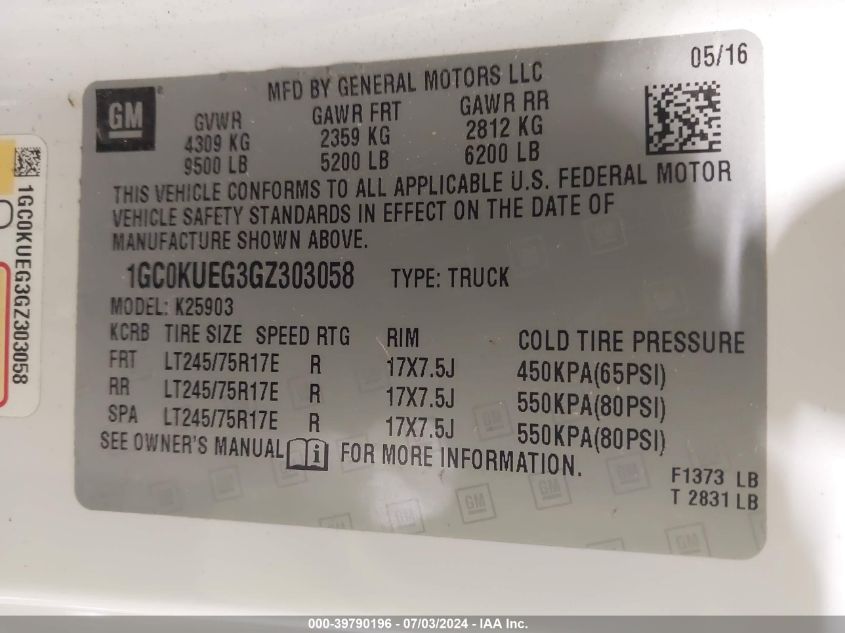 05/16
GM
MFD BY GENERAL MOTORS LLC
GVWR GAWR FRT GAWR RR
4309 KG 2359 KG 2812 KG
9500 LB 5200 LB 6200 LB
THIS VEHICLE CONFORMS TO ALL APPLICABLE U.S. FEDERAL MOTOR
VEHICLE SAFETY STANDARDS IN EFFECT ON THE DATE OF
MANUFACTURE SHOWN ABOVE.
1GC0KUEG3GZ303058 TYPE: TRUCK
MODEL: K25903
KCRB TIRE SIZE SPEED RTG RIM COLD TIRE PRESSURE
FRT LT245/75R17E R 17X7.5J 450KPA(65PSI)
RR LT245/75R17E R 17X7.5J 550KPA(80PSI)
SPA LT245/75R17E R 17X7.5J 550KPA(80PSI)
SEE OWNER'S MANUAL i FOR MORE INFORMATION.
F1373 LB
T 2831 LB
GM GM GM GM GM
1GC0KUEG3GZ303058
000-39790196 - 07/03/2024 - IAA Inc.